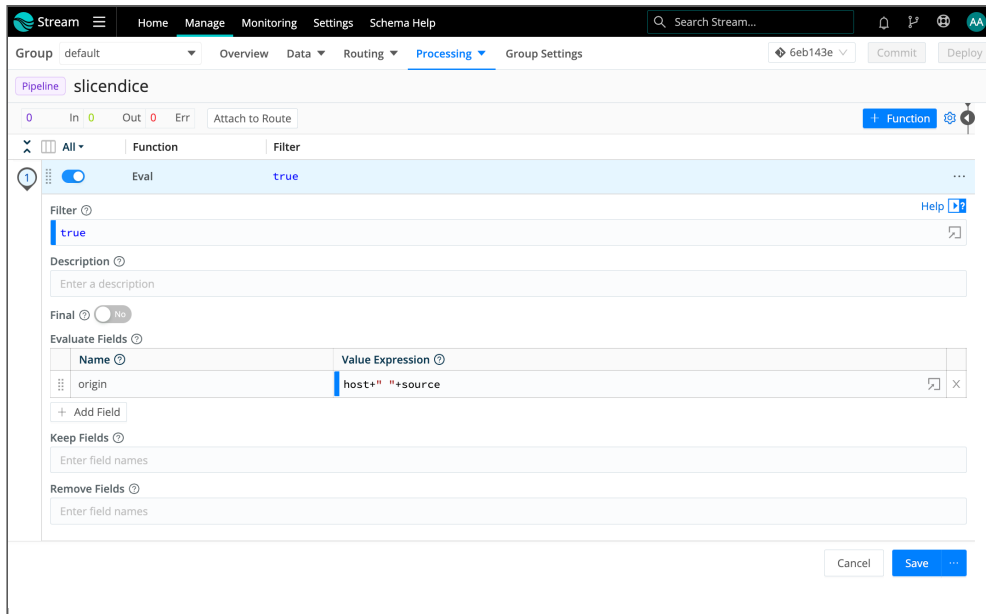 Stream Home Manage Monitoring Settings Schema Help Search Stream... AA
Group default Overview Data Routing Processing Group Settings 6eb143e Commit Deploy
Pipeline slicendice
0 In 0 Out 0 Err Attach to Route + Function
All Function Filter
1 Eval true ...
Filter ? Help ?
true
Description ?
Enter a description
Final ? No
Evaluate Fields ?
Name ? Value Expression ?
origin host+" "+source X
+ Add Field
Keep Fields ?
Enter field names
Remove Fields ?
Enter field names
Cancel Save ...